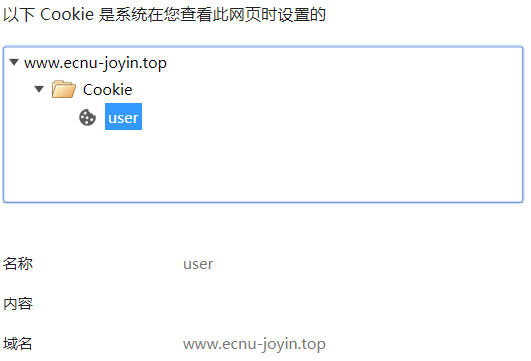 以下 Cookie 是系统在您查看此网页时设置的
www.ecnu-joyin.top
Cookie
user
名称 user
内容
域名 www.ecnu-joyin.top